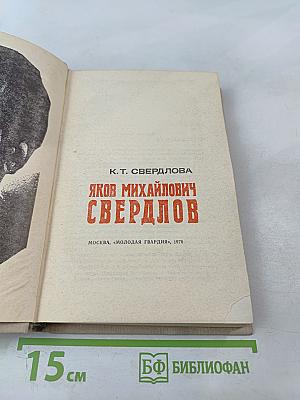 К. Т. СВЕРДЛОВА
ЯКОВ МИХАЙЛОВИЧ
СВЕРДЛОВ
МОСКВА, «МОЛОДАЯ ГВАРДИЯ», 1976
15 см
БФ БИБЛИОФАН